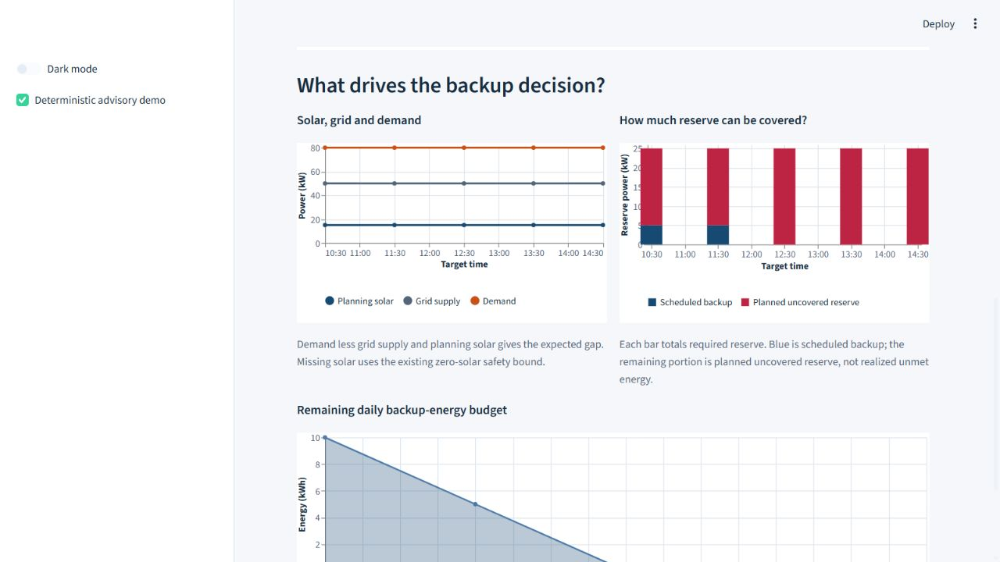 Deploy
Dark mode
Deterministic advisory demo
What drives the backup decision?
Solar, grid and demand
80
60
40
20
0
Power (kW)
10:30 11:00 11:30 12:00 12:30 13:00 13:30 14:00 14:30
Target time
Planning solar Grid supply Demand
Demand less grid supply and planning solar gives the expected gap.
Missing solar uses the existing zero-solar safety bound.
How much reserve can be covered?
25
20
15
10
5
0
Reserve power (kW)
10:30 11:00 11:30 12:00 12:30 13:00 13:30 14:00 14:30
Target time
Scheduled backup Planned uncovered reserve
Each bar totals required reserve. Blue is scheduled backup; the
remaining portion is planned uncovered reserve, not realized unmet
energy.
Remaining daily backup-energy budget
10
8
6
4
2
Energy (kWh)